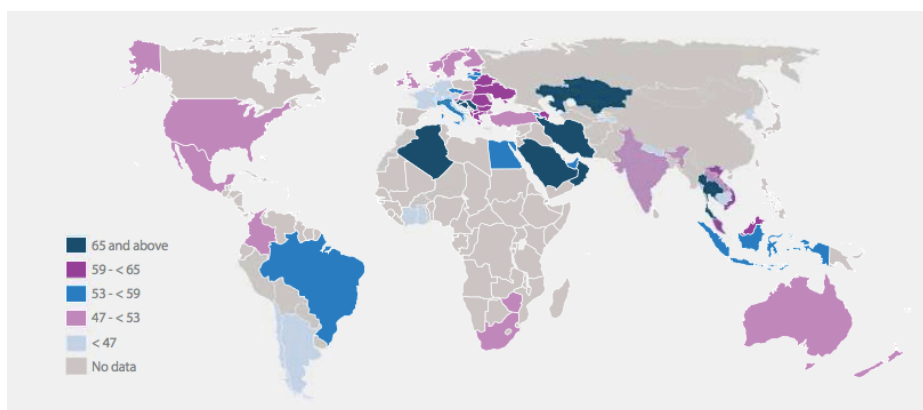 65 and above
59 - < 65
53 - < 59
47 - < 53
< 47
No data